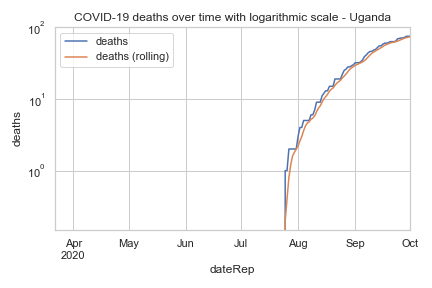 COVID-19 deaths over time with logarithmic scale - Uganda
10²
deaths
deaths (rolling)
10¹
10⁰
deaths
Apr
2020
May
Jun
Jul
Aug
Sep
Oct
dateRep